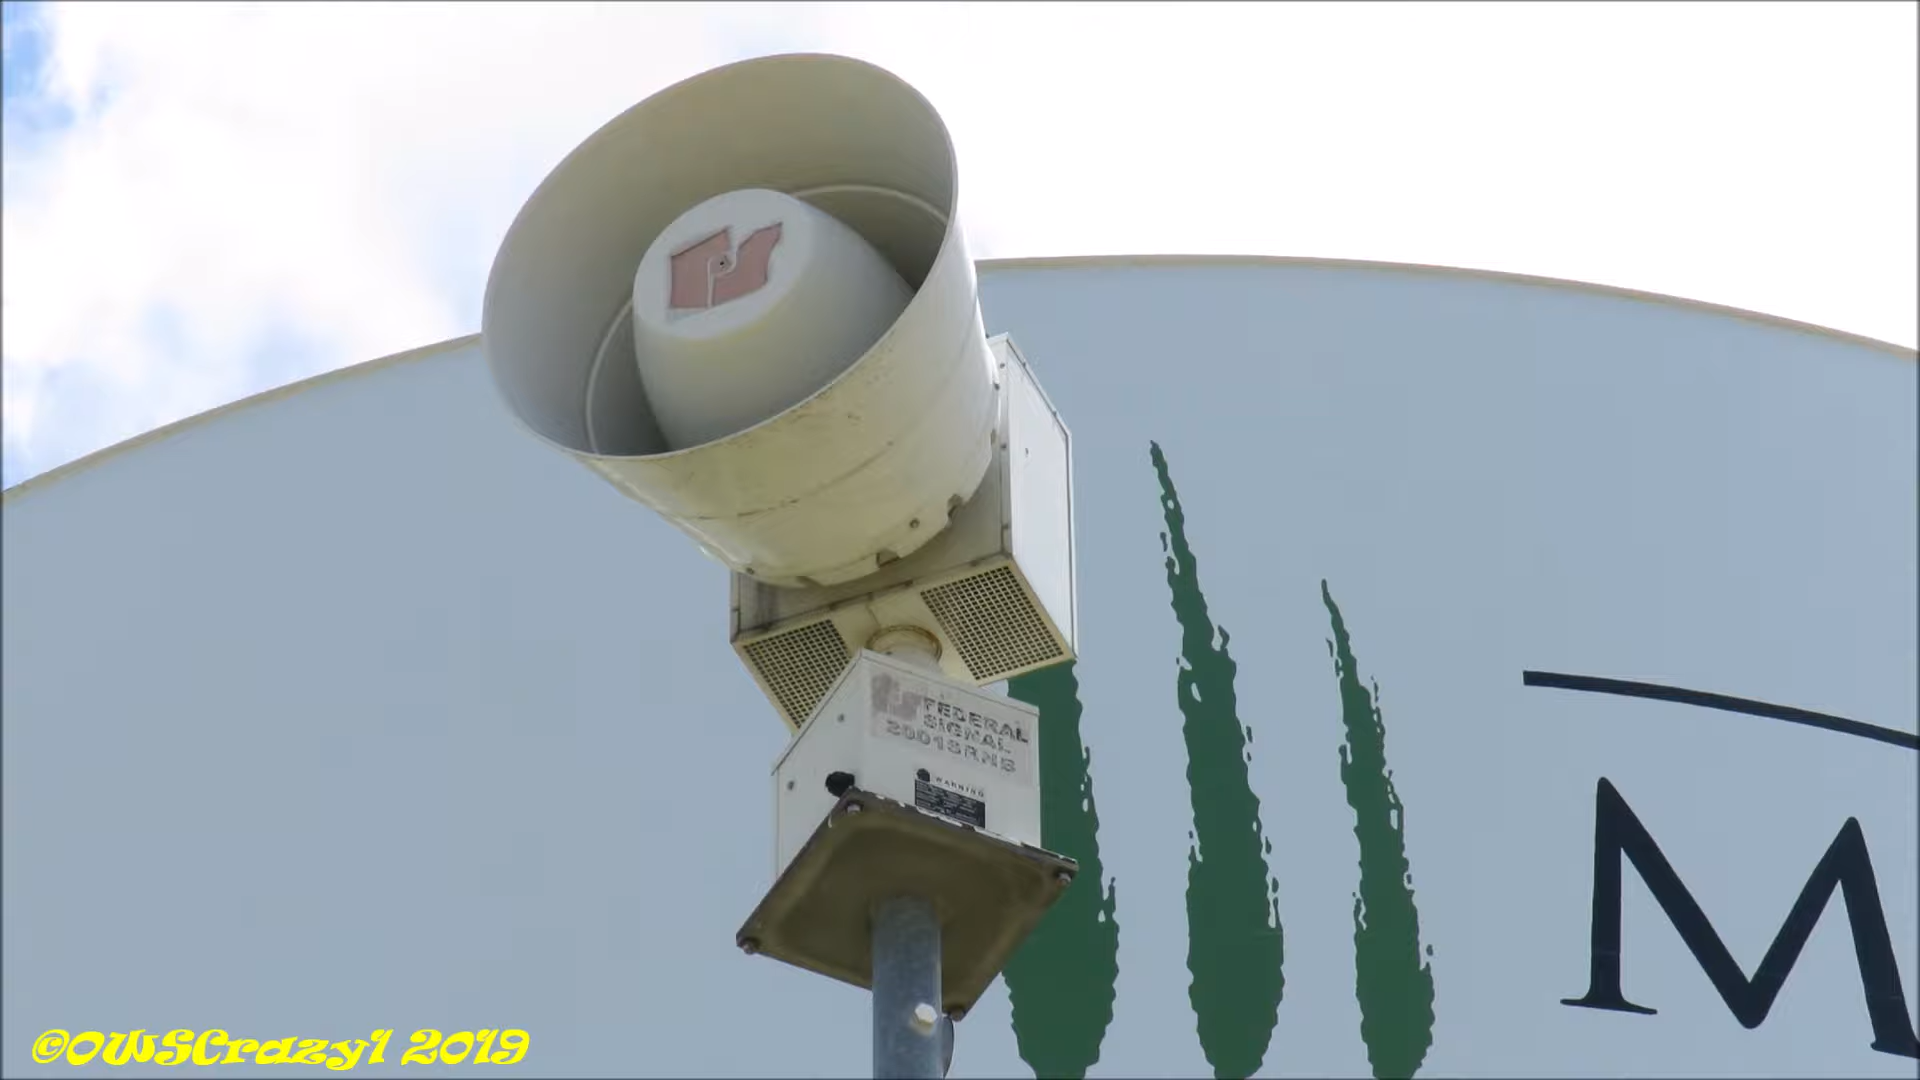 FEDERAL
SIGNAL
2001SRNB
WARNING
M
©OWSCrazy1 2019